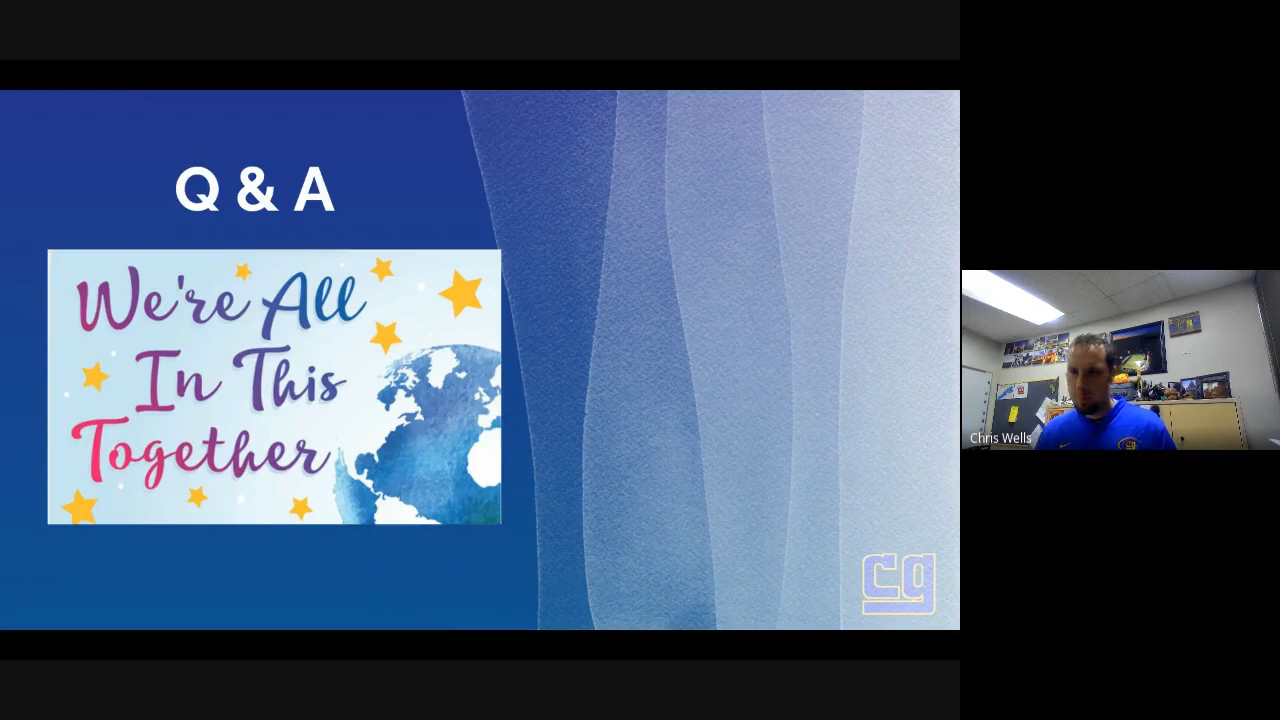 Q & A
We're All
In This
Together
cg
Chris Wells